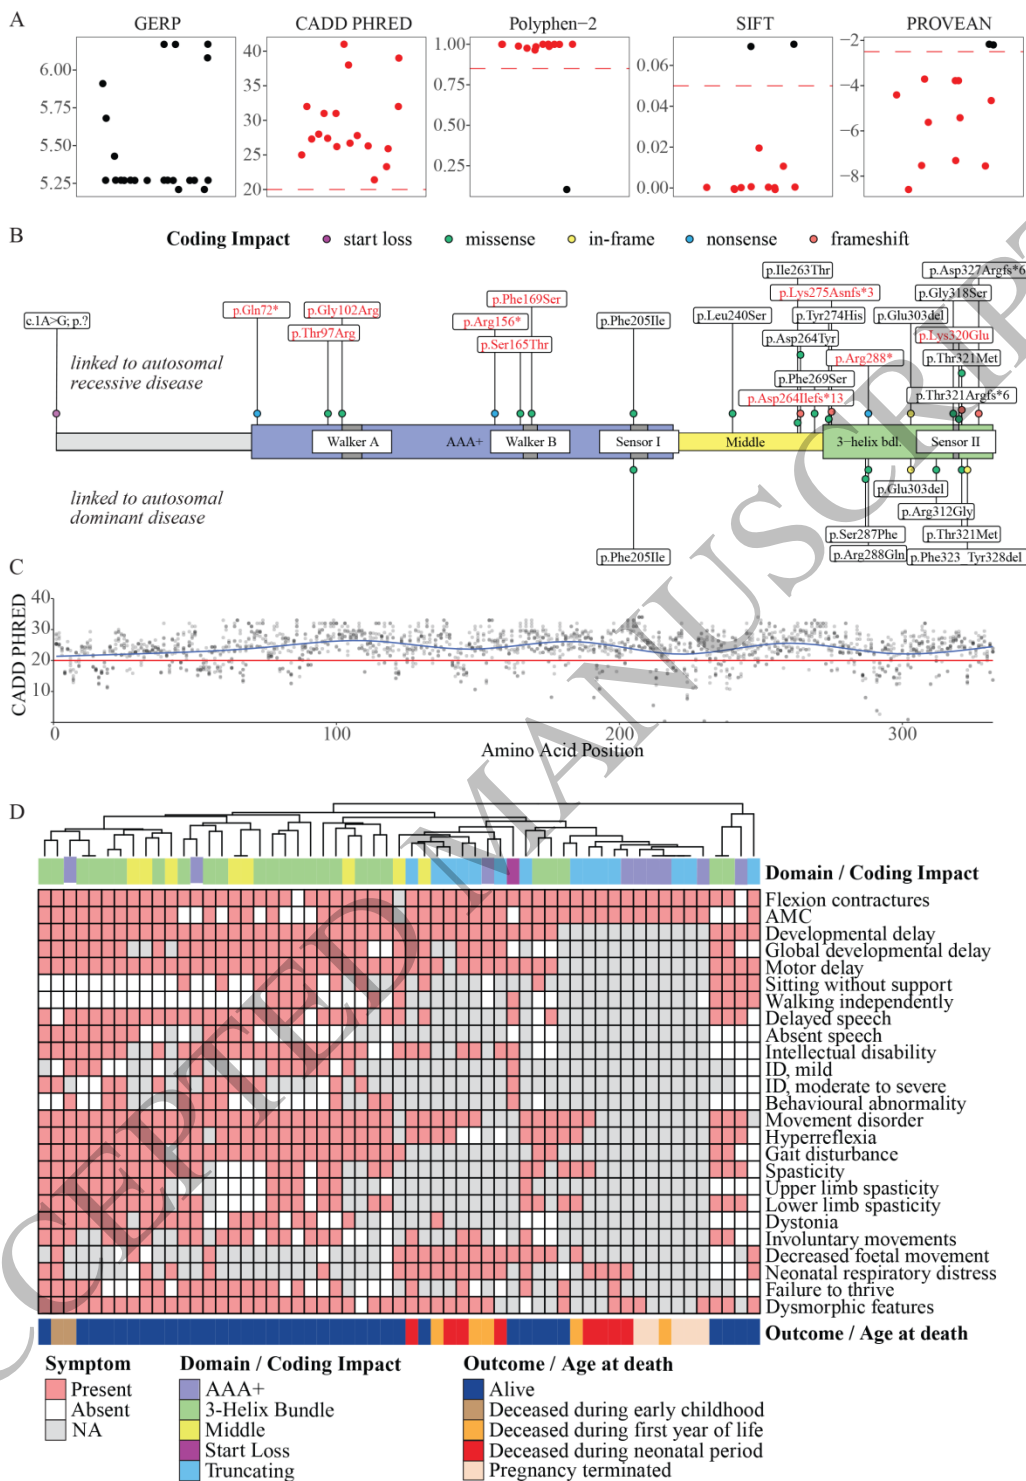 A
GERP
CADD PHRED
Polyphen−2
SIFT
PROVEAN
6.00
5.75
5.50
5.25
40
35
30
25
20
1.00
0.75
0.50
0.25
0.06
0.04
0.02
0.00
−2
−4
−6
−8
B
Coding Impact
start loss
missense
in−frame
nonsense
frameshift
c.1A>G; p.?
p.Gln72*
p.Gly102Arg
p.Thr97Arg
p.Phe169Ser
p.Arg156*
p.Ser165Thr
p.Phe205Ile
p.Leu240Ser
p.Ile263Thr
p.Lys275Asnfs*3
p.Tyr274His
p.Asp264Tyr
p.Phe269Ser
p.Asp264Ilefs*13
p.Arg288*
p.Asp327Argfs*6
p.Gly318Ser
p.Glu303del
p.Lys320Glu
p.Thr321Met
p.Thr321Argfs*6
linked to autosomal
recessive disease
Walker A
AAA+
Walker B
Sensor I
Middle
3−helix bdl.
Sensor II
linked to autosomal
dominant disease
p.Phe205Ile
p.Glu303del
p.Arg312Gly
p.Ser287Phe
p.Thr321Met
p.Arg288Gln
p.Phe323_Tyr328del
C
CADD PHRED
40
30
20
10
0
100
200
300
Amino Acid Position
D
Domain / Coding Impact
Flexion contractures
AMC
Developmental delay
Global developmental delay
Motor delay
Sitting without support
Walking independently
Delayed speech
Absent speech
Intellectual disability
ID, mild
ID, moderate to severe
Behavioural abnormality
Movement disorder
Hyperreflexia
Gait disturbance
Spasticity
Upper limb spasticity
Lower limb spasticity
Dystonia
Involuntary movements
Decreased foetal movement
Neonatal respiratory distress
Failure to thrive
Dysmorphic features
Outcome / Age at death
Symptom
Present
Absent
NA
Domain / Coding Impact
AAA+
3-Helix Bundle
Middle
Start Loss
Truncating
Outcome / Age at death
Alive
Deceased during early childhood
Deceased during first year of life
Deceased during neonatal period
Pregnancy terminated
CCEPTED MANUSCRIPT